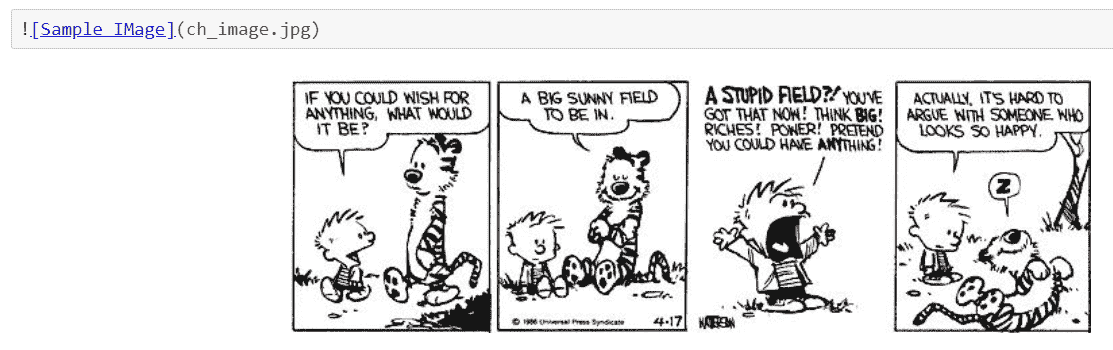 ![Sample IMage](ch_image.jpg)
IF YOU COULD WISH FOR
ANYTHING, WHAT WOULD
IT BE?
A BIG SUNNY FIELD
TO BE IN.
© 1986 Universal Press Syndicate
4-17
A STUPID FIELD?! YOU'VE
GOT THAT NOW! THINK BIG!
RICHES! POWER! PRETEND
YOU COULD HAVE ANYTHING!
WATTERSON
ACTUALLY, IT'S HARD TO
ARGUE WITH SOMEONE WHO
LOOKS SO HAPPY.
Z